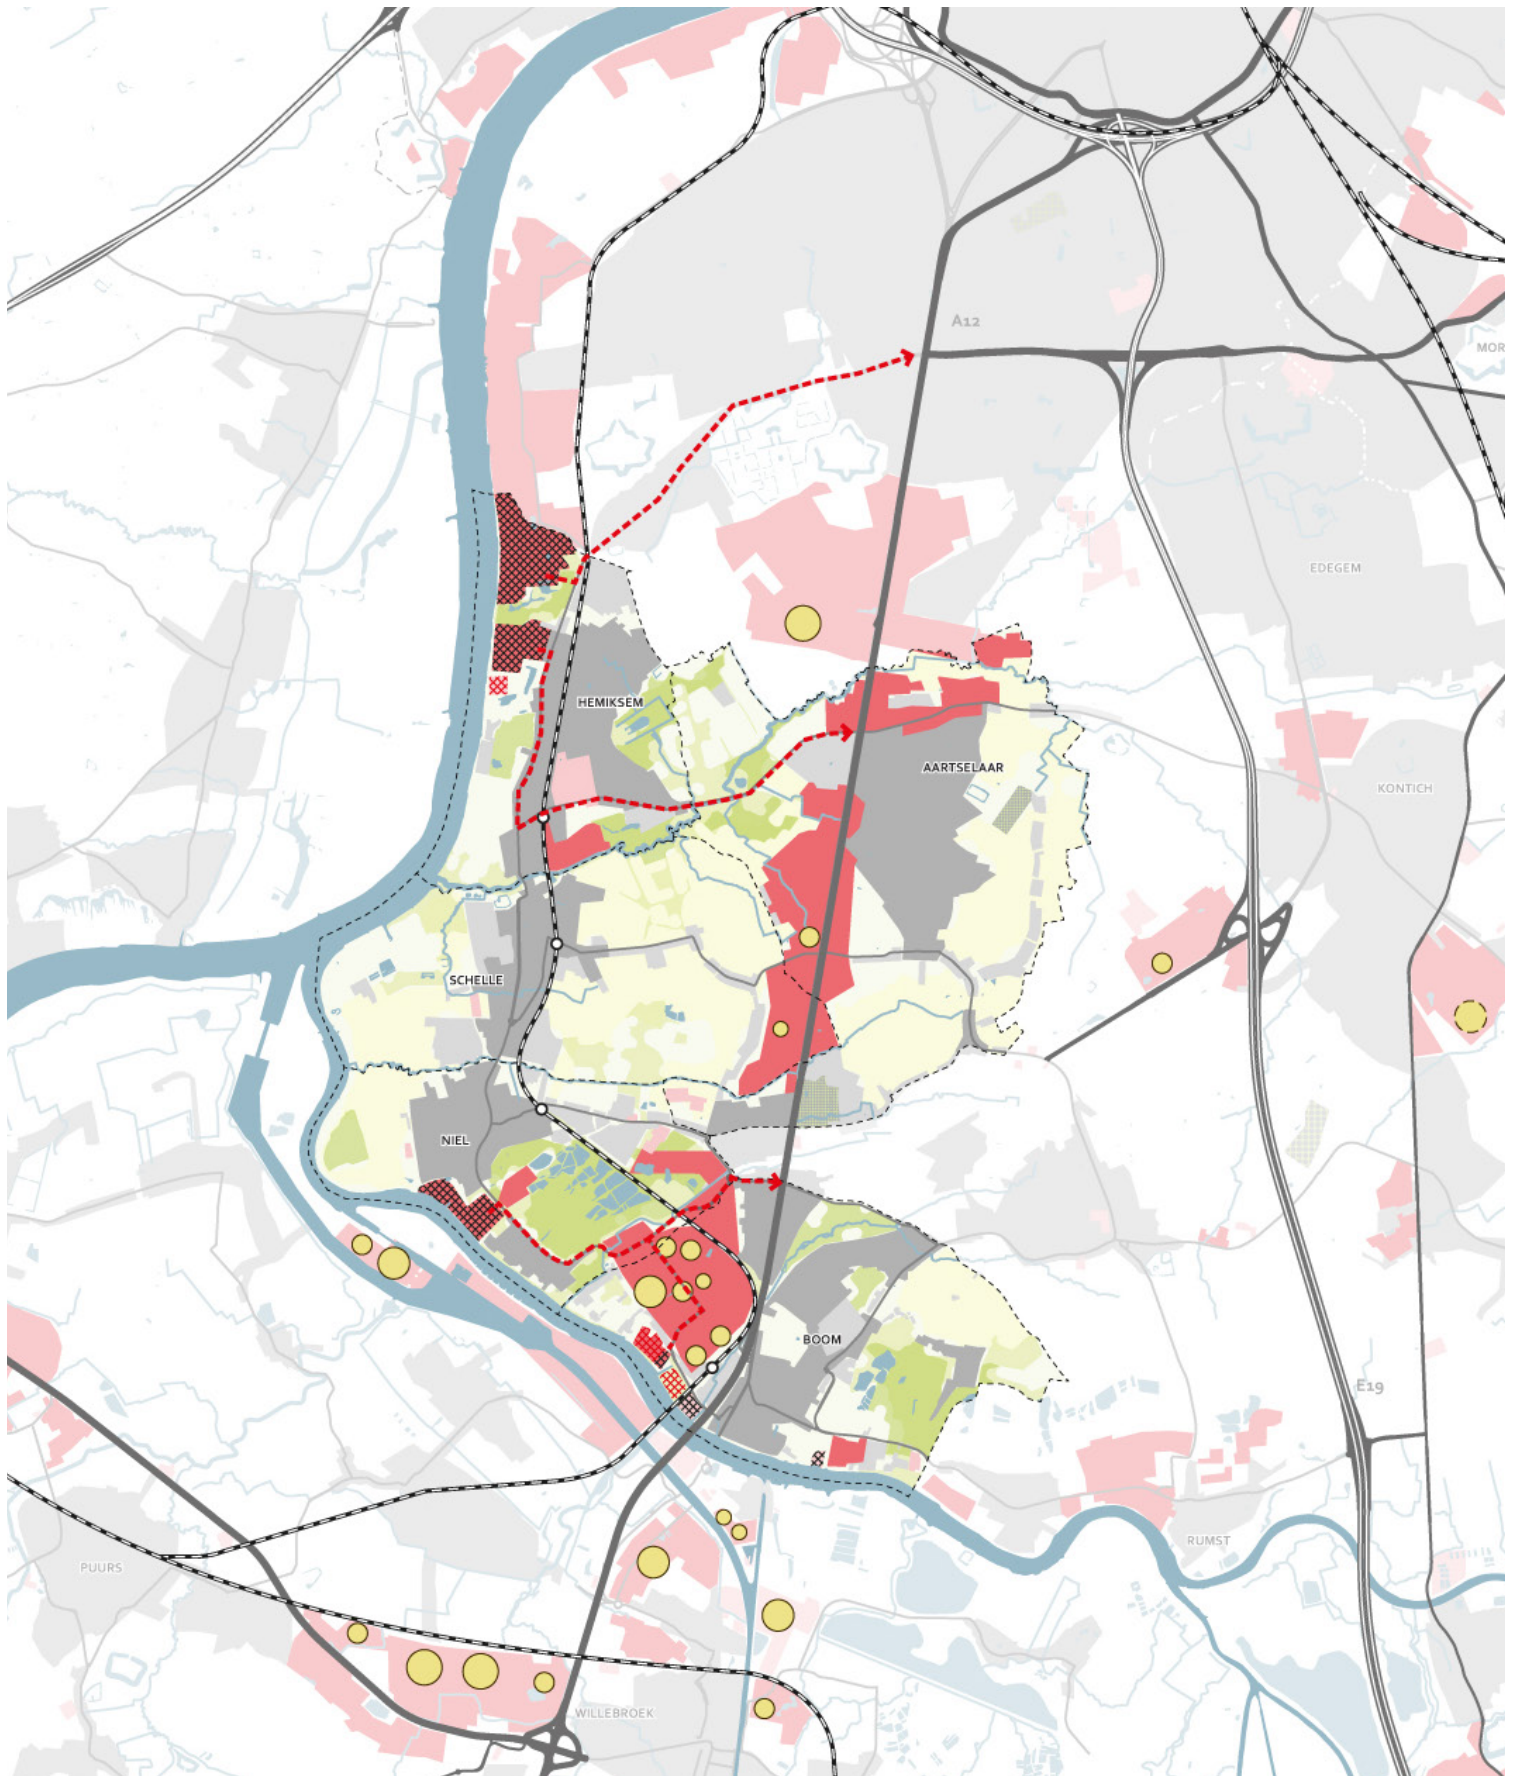 A12
MOR
EDEGEM
HEMIKSEM
AARTSELAAR
KONTICH
SCHELLE
NIEL
BOOM
E19
RUMST
PUURS
WILLEBROEK